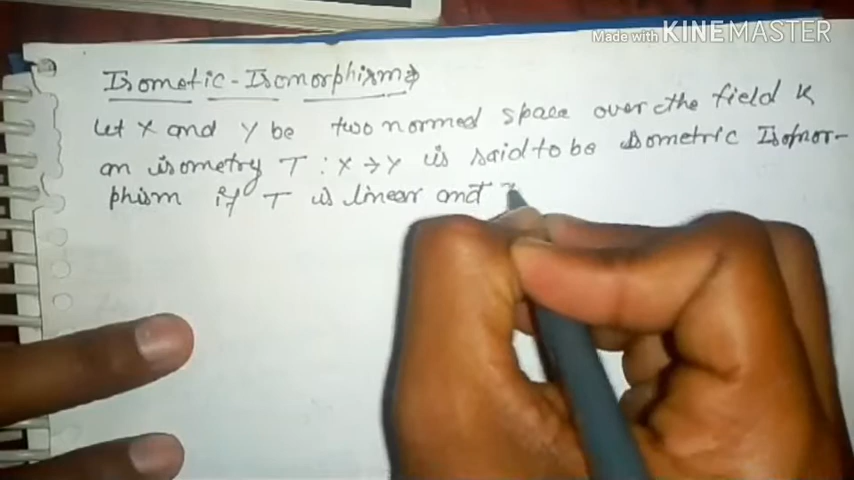 Made with KINEMASTER
Isometic-Isomorphism
Let X and Y be two normed space over the field K
an isometry T : X → Y is said to be Isometric Isomor-
phism if T is linear and